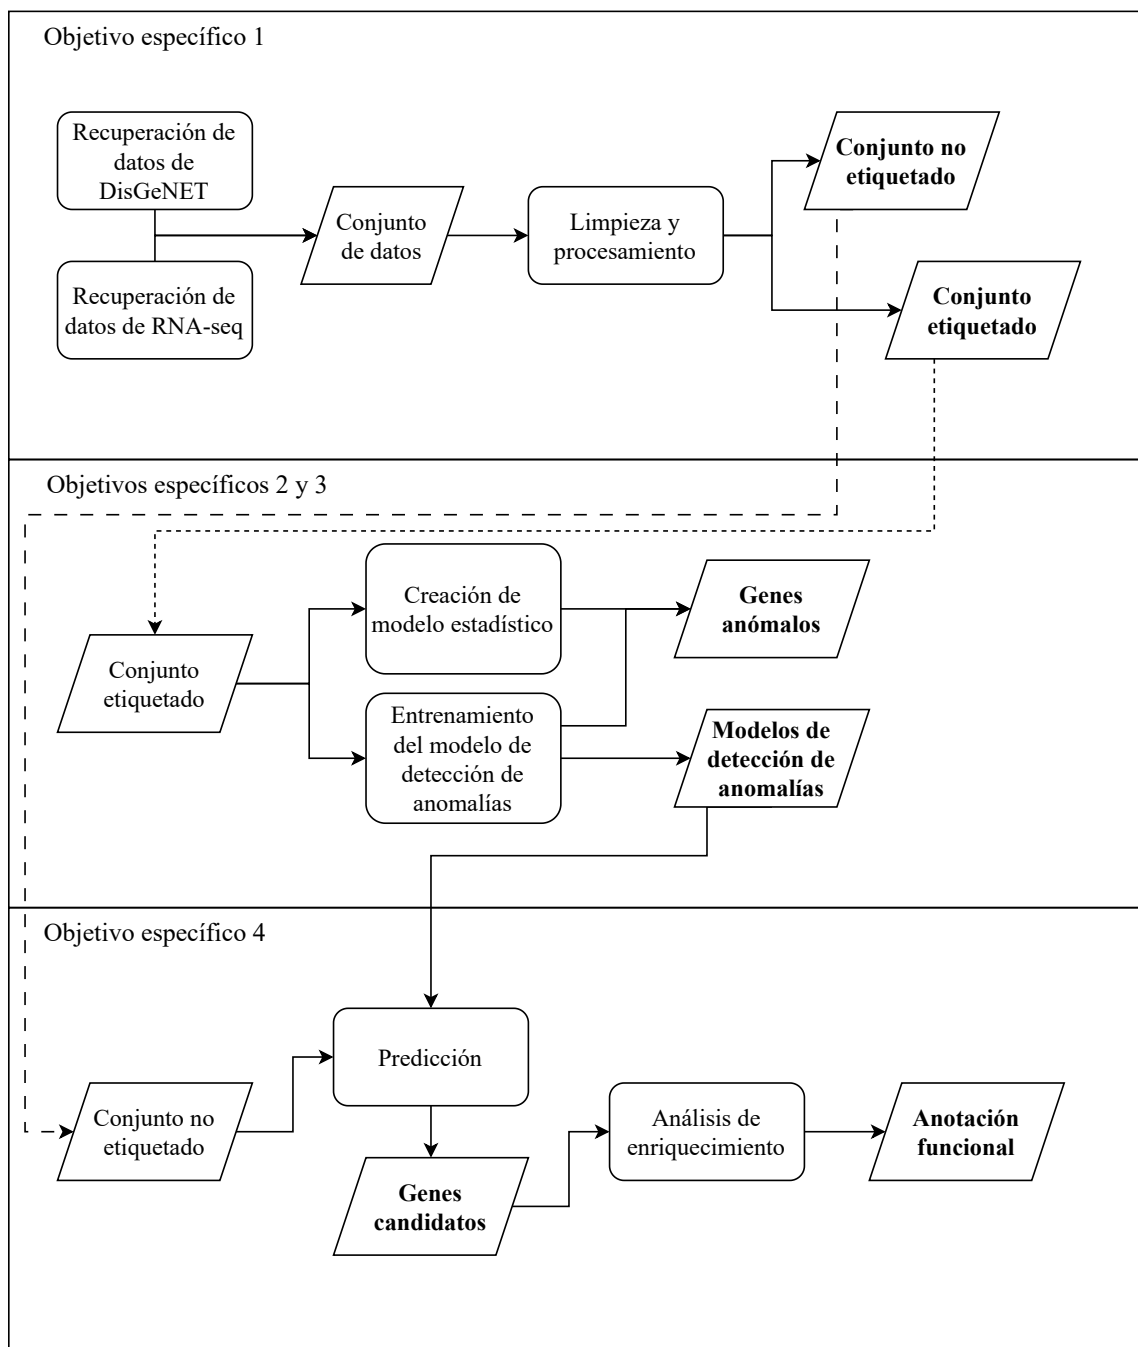 Objetivo específico 1
Recuperación de
datos de
DisGeNET
Recuperación de
datos de RNA-seq
Conjunto
de datos
Limpieza y
procesamiento
Conjunto no
etiquetado
Conjunto
etiquetado
Objetivos específicos 2 y 3
Conjunto
etiquetado
Creación de
modelo estadístico
Entrenamiento
del modelo de
detección de
anomalías
Genes
anómalos
Modelos de
detección de
anomalías
Objetivo específico 4
Conjunto no
etiquetado
Predicción
Genes
candidatos
Análisis de
enriquecimiento
Anotación
funcional